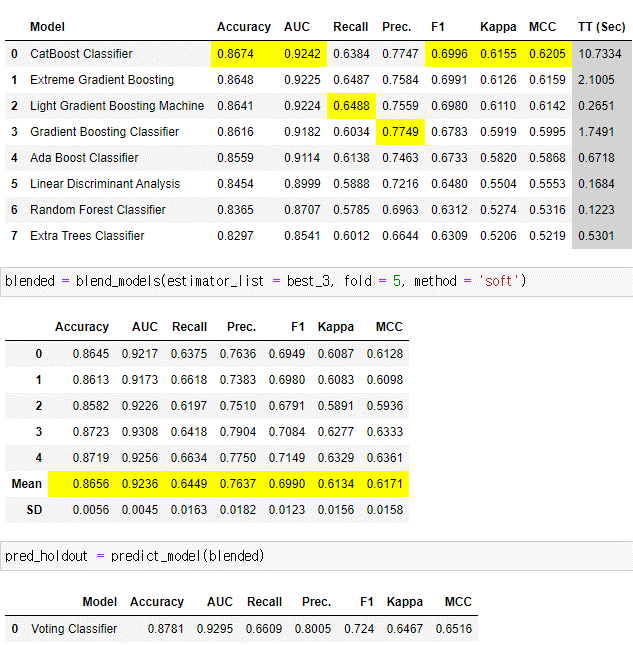 Model Accuracy AUC Recall Prec. F1 Kappa MCC TT (Sec)
0 CatBoost Classifier 0.8674 0.9242 0.6384 0.7747 0.6996 0.6155 0.6205 10.7334
1 Extreme Gradient Boosting 0.8648 0.9225 0.6487 0.7584 0.6991 0.6126 0.6159 2.1005
2 Light Gradient Boosting Machine 0.8641 0.9224 0.6488 0.7559 0.6980 0.6110 0.6142 0.2651
3 Gradient Boosting Classifier 0.8616 0.9182 0.6034 0.7749 0.6783 0.5919 0.5995 1.7491
4 Ada Boost Classifier 0.8559 0.9114 0.6138 0.7463 0.6733 0.5820 0.5868 0.6718
5 Linear Discriminant Analysis 0.8454 0.8999 0.5888 0.7216 0.6480 0.5504 0.5553 0.1684
6 Random Forest Classifier 0.8365 0.8707 0.5785 0.6963 0.6312 0.5274 0.5316 0.1223
7 Extra Trees Classifier 0.8297 0.8541 0.6012 0.6644 0.6309 0.5206 0.5219 0.5301
blended = blend_models(estimator_list = best_3, fold = 5, method = 'soft')
Accuracy AUC Recall Prec. F1 Kappa MCC
0 0.8645 0.9217 0.6375 0.7636 0.6949 0.6087 0.6128
1 0.8613 0.9173 0.6618 0.7383 0.6980 0.6083 0.6098
2 0.8582 0.9226 0.6197 0.7510 0.6791 0.5891 0.5936
3 0.8723 0.9308 0.6418 0.7904 0.7084 0.6277 0.6333
4 0.8719 0.9256 0.6634 0.7750 0.7149 0.6329 0.6361
Mean 0.8656 0.9236 0.6449 0.7637 0.6990 0.6134 0.6171
SD 0.0056 0.0045 0.0163 0.0182 0.0123 0.0156 0.0158
pred_holdout = predict_model(blended)
Model Accuracy AUC Recall Prec. F1 Kappa MCC
0 Voting Classifier 0.8781 0.9295 0.6609 0.8005 0.724 0.6467 0.6516